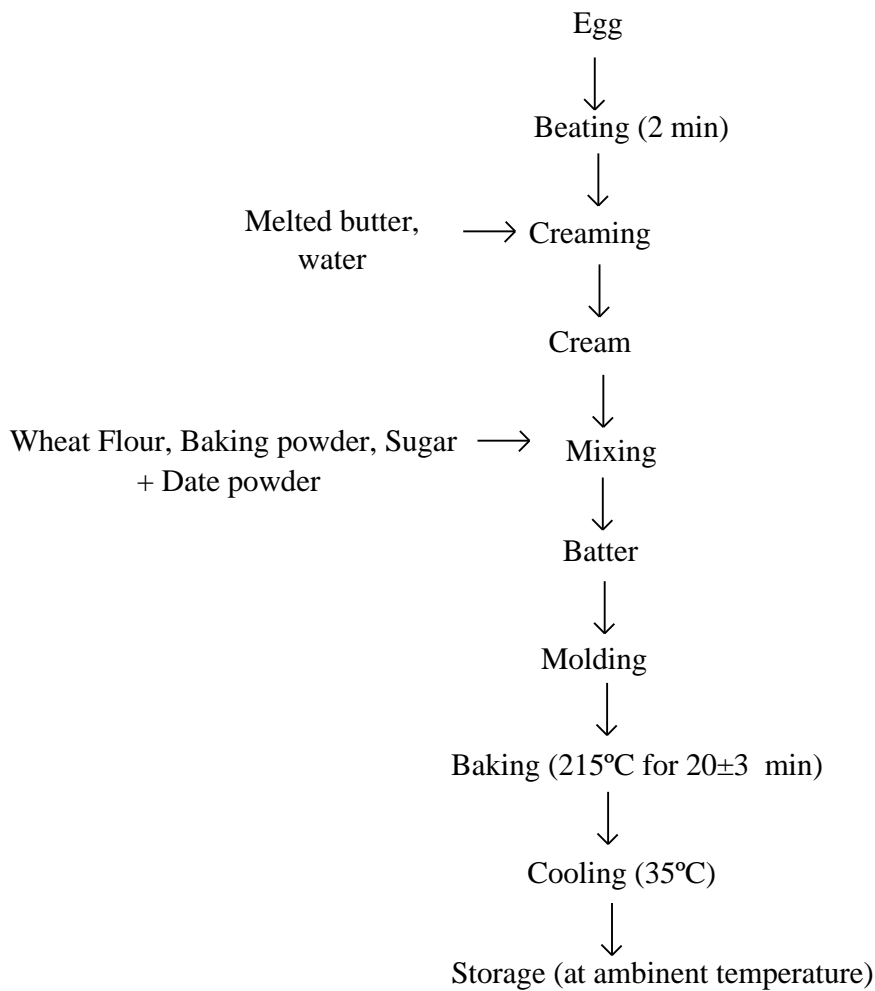 Egg
Beating (2 min)
Melted butter,
water
Creaming
Cream
Wheat Flour, Baking powder, Sugar
+ Date powder
Mixing
Batter
Molding
Baking (215ºC for 20±3 min)
Cooling (35ºC)
Storage (at ambinent temperature)